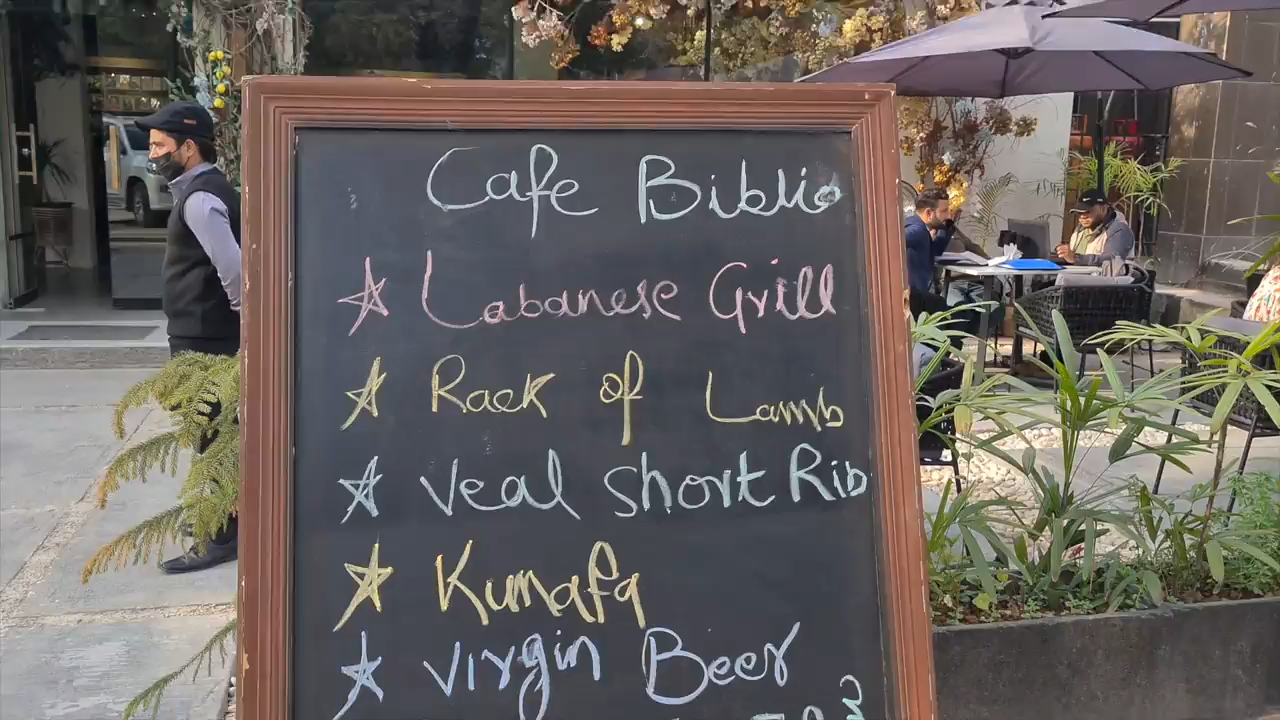 Cafe Biblio
Labanese Grill
Rack of Lamb
Veal Short Rib
Kunafa
Virgin Beer